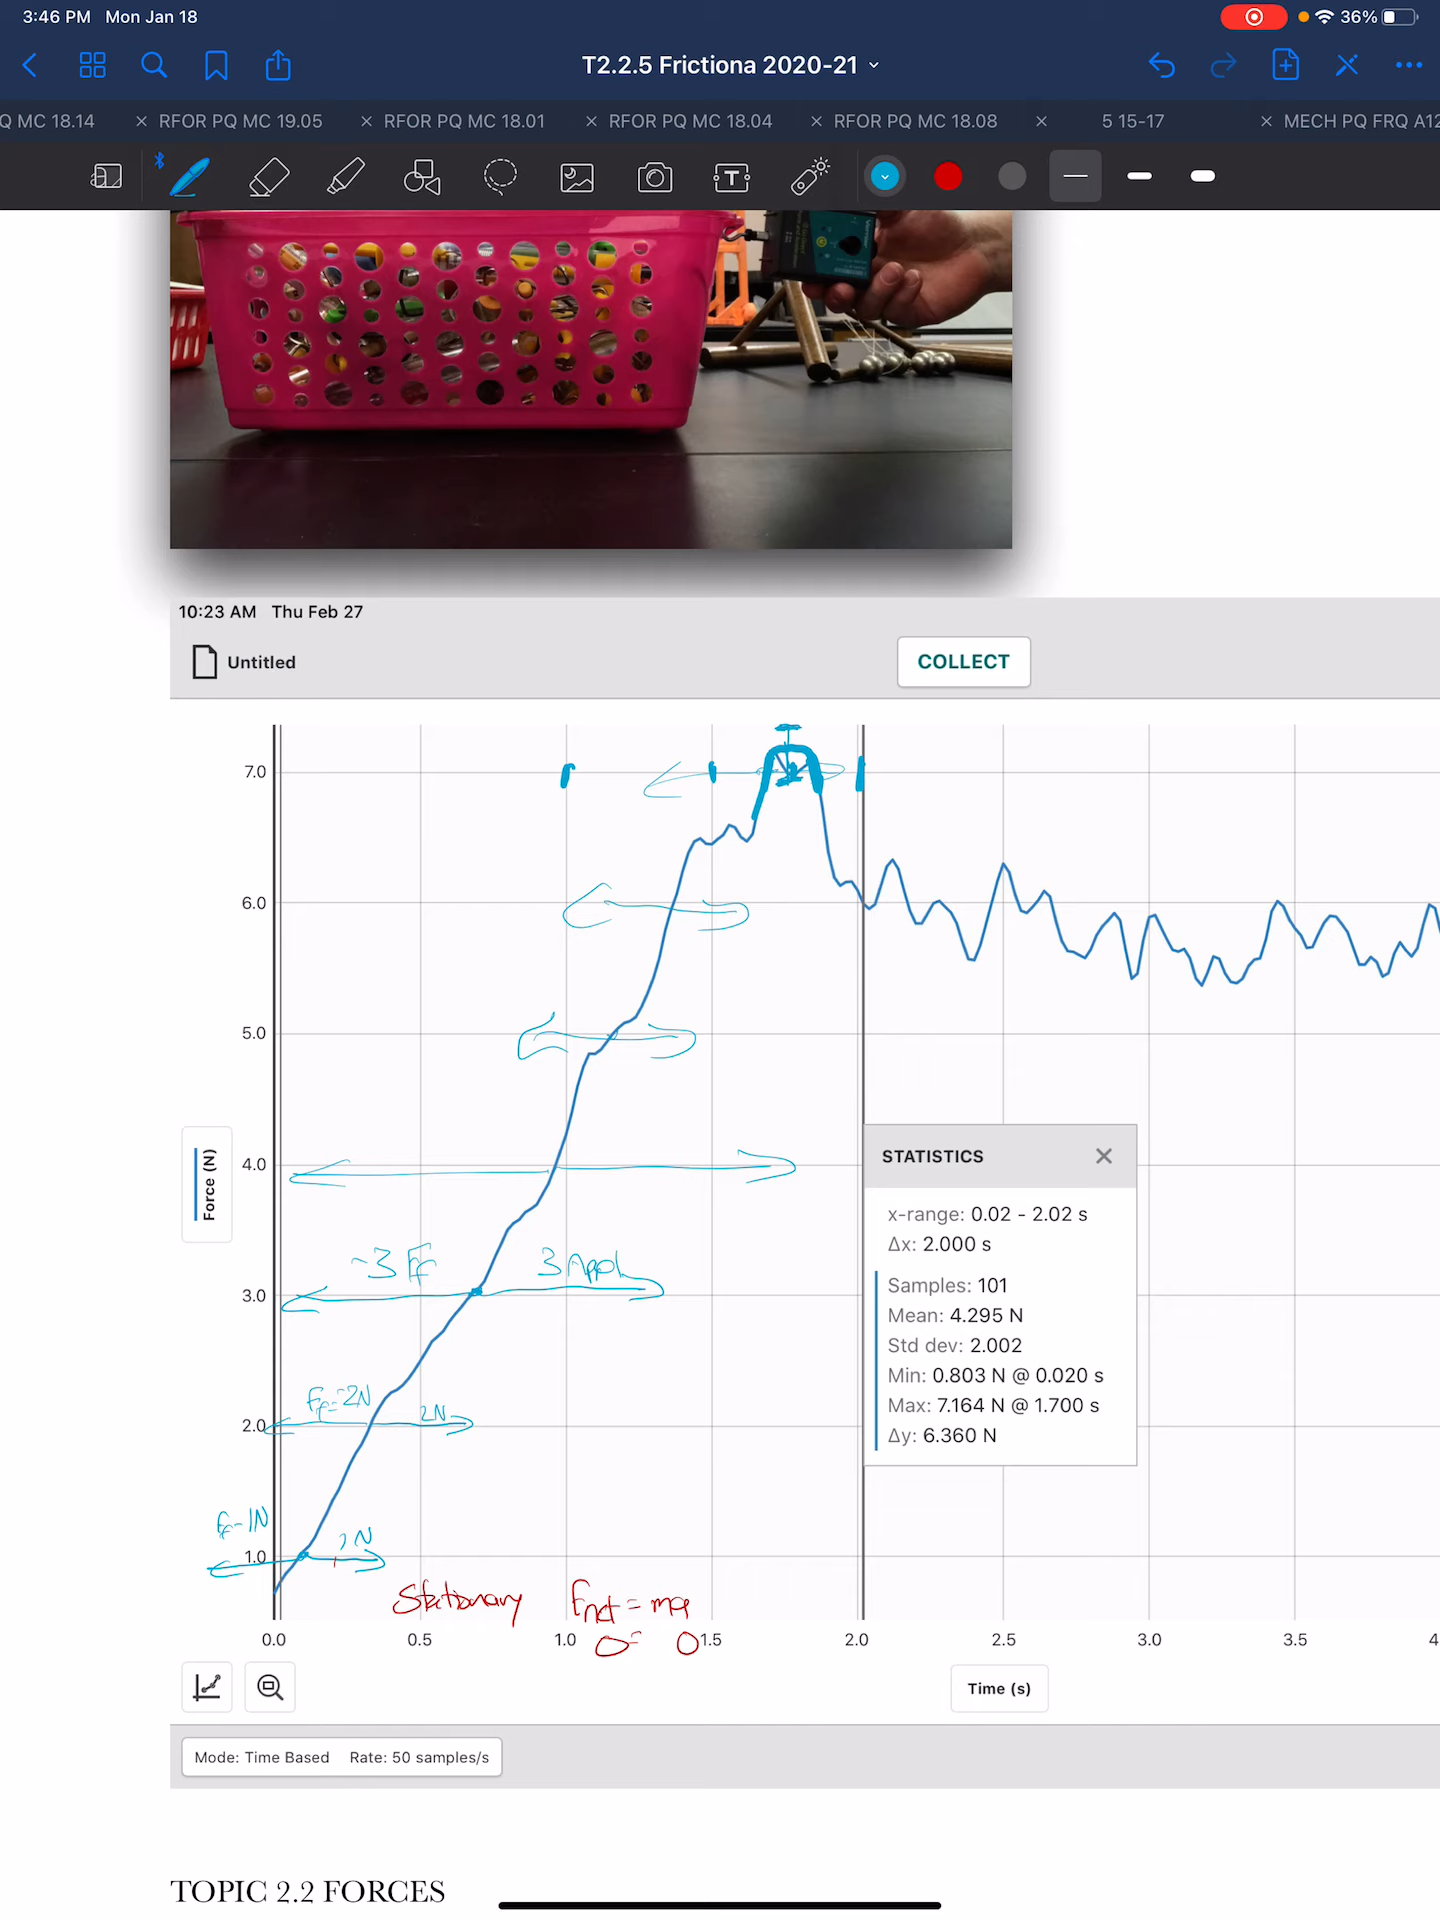 3:46 PM Mon Jan 18
36%
T2.2.5 Frictiona 2020-21
Q MC 18.14
RFOR PQ MC 19.05
RFOR PQ MC 18.01
RFOR PQ MC 18.04
RFOR PQ MC 18.08
5 15-17
MECH PQ FRQ A12
T
10:23 AM Thu Feb 27
Untitled
COLLECT
7.0
6.0
5.0
4.0
3.0
2.0
1.0
Force (N)
-3 Ff
3 Appl
Ff=2N
2N
Ff-1N
Stationary Fnet = ma
0 = 0
STATISTICS
x-range: 0.02 - 2.02 s
Δx: 2.000 s
Samples: 101
Mean: 4.295 N
Std dev: 2.002
Min: 0.803 N @ 0.020 s
Max: 7.164 N @ 1.700 s
Δy: 6.360 N
0.0 0.5 1.0 1.5 2.0 2.5 3.0 3.5
Time (s)
Mode: Time Based Rate: 50 samples/s
TOPIC 2.2 FORCES